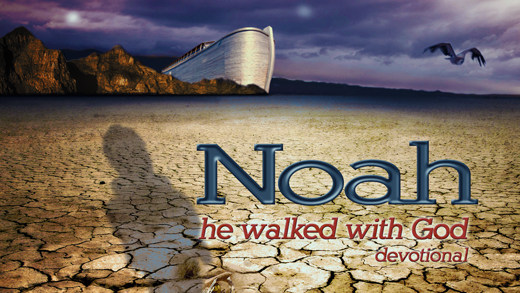 Noah
he walked with God
devotional